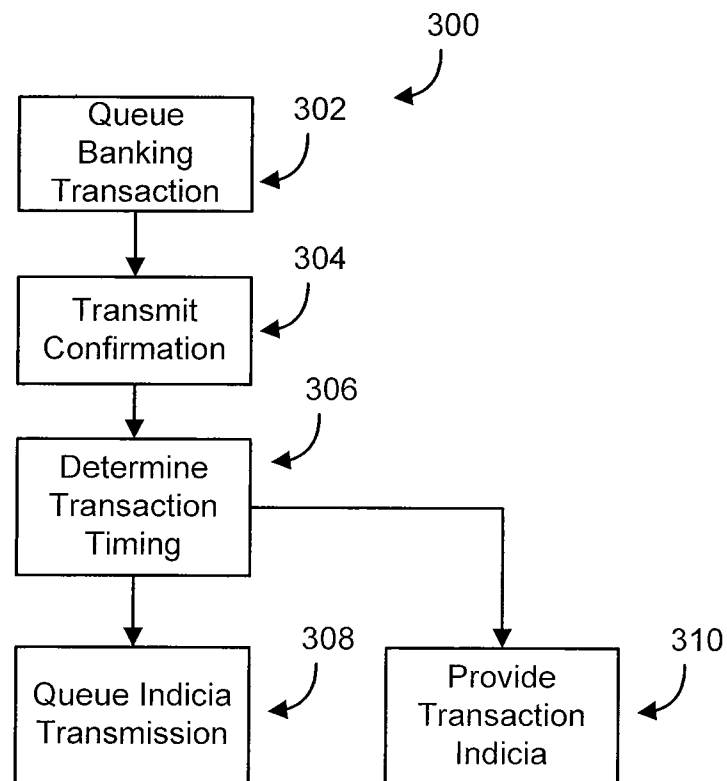 300
Queue
Banking
Transaction
302
Transmit
Confirmation
304
Determine
Transaction
Timing
306
Queue Indicia
Transmission
308
Provide
Transaction
Indicia
310